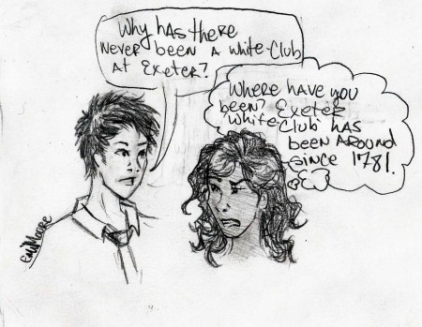 Why has there
never been a white-Club
at Exeter?
Where have you
been? Exeter
white Club has
been around
since 1781.